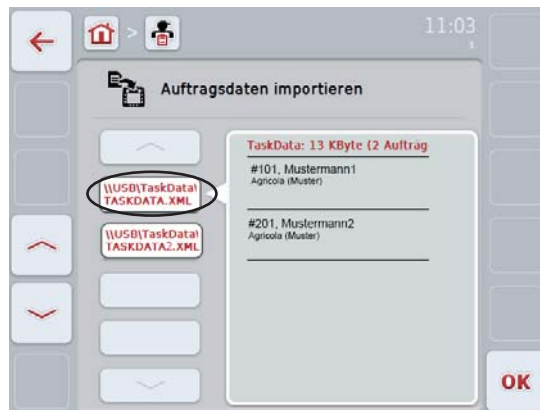 11:03
>
Auftragsdaten importieren
\\USB\TaskData\
TASKDATA.XML
\\USB\TaskData\
TASKDATA2.XML
TaskData: 13 KByte (2 Auftrag
#101, Mustermann1
Agricola (Muster)
#201, Mustermann2
Agricola (Muster)
OK